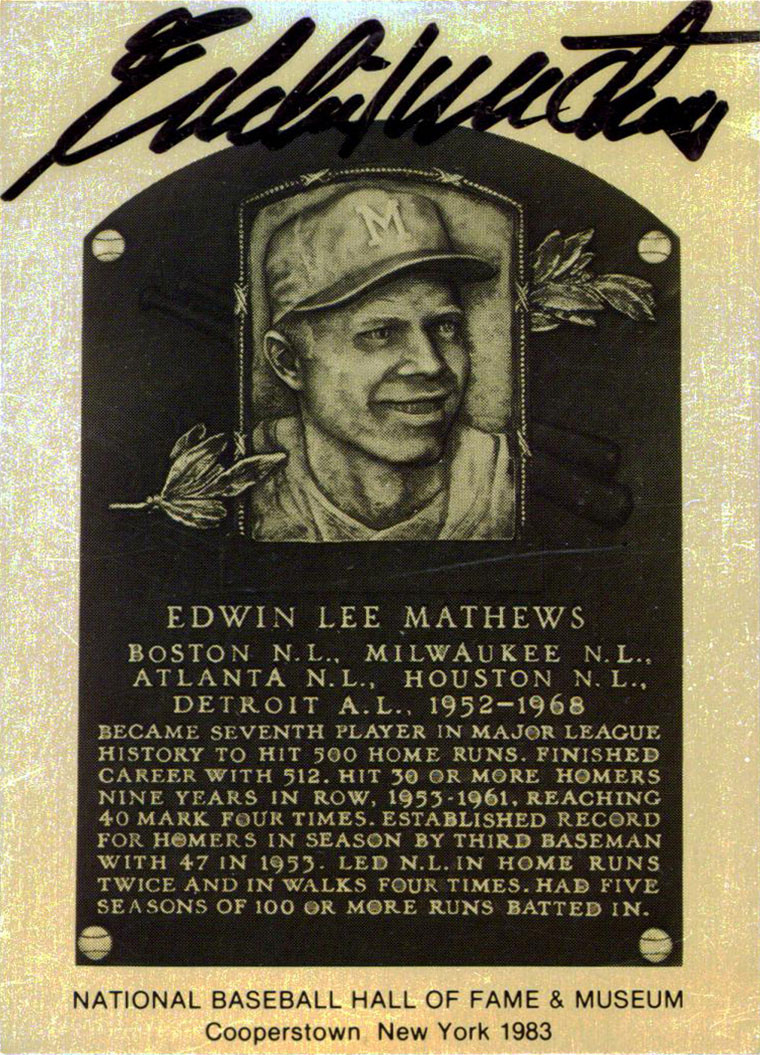 Eddie Mathews
M
EDWIN LEE MATHEWS
BOSTON N.L., MILWAUKEE N.L.,
ATLANTA N.L., HOUSTON N.L.,
DETROIT A.L., 1952-1968
BECAME SEVENTH PLAYER IN MAJOR LEAGUE
HISTORY TO HIT 500 HOME RUNS. FINISHED
CAREER WITH 512. HIT 30 OR MORE HOMERS
NINE YEARS IN ROW, 1953-1961, REACHING
40 MARK FOUR TIMES. ESTABLISHED RECORD
FOR HOMERS IN SEASON BY THIRD BASEMAN
WITH 47 IN 1953. LED N.L. IN HOME RUNS
TWICE AND IN WALKS FOUR TIMES. HAD FIVE
SEASONS OF 100 OR MORE RUNS BATTED IN.
NATIONAL BASEBALL HALL OF FAME & MUSEUM
Cooperstown New York 1983